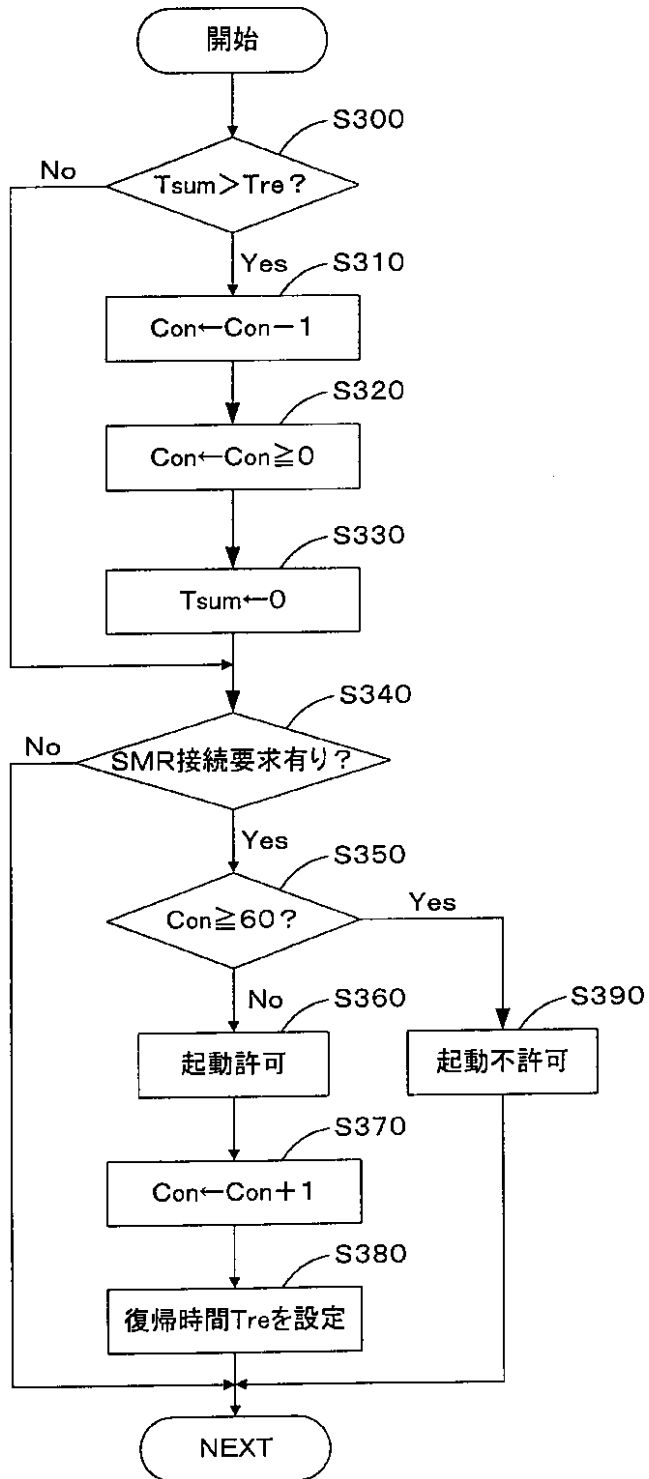 開始
S300
No
Tsum>Tre?
Yes
S310
Con←Con-1
S320
Con←Con≧0
S330
Tsum←0
S340
No
SMR接続要求有り?
Yes
S350
Con≧60?
Yes
No
S360
S390
起動許可
起動不許可
S370
Con←Con+1
S380
復帰時間Treを設定
NEXT